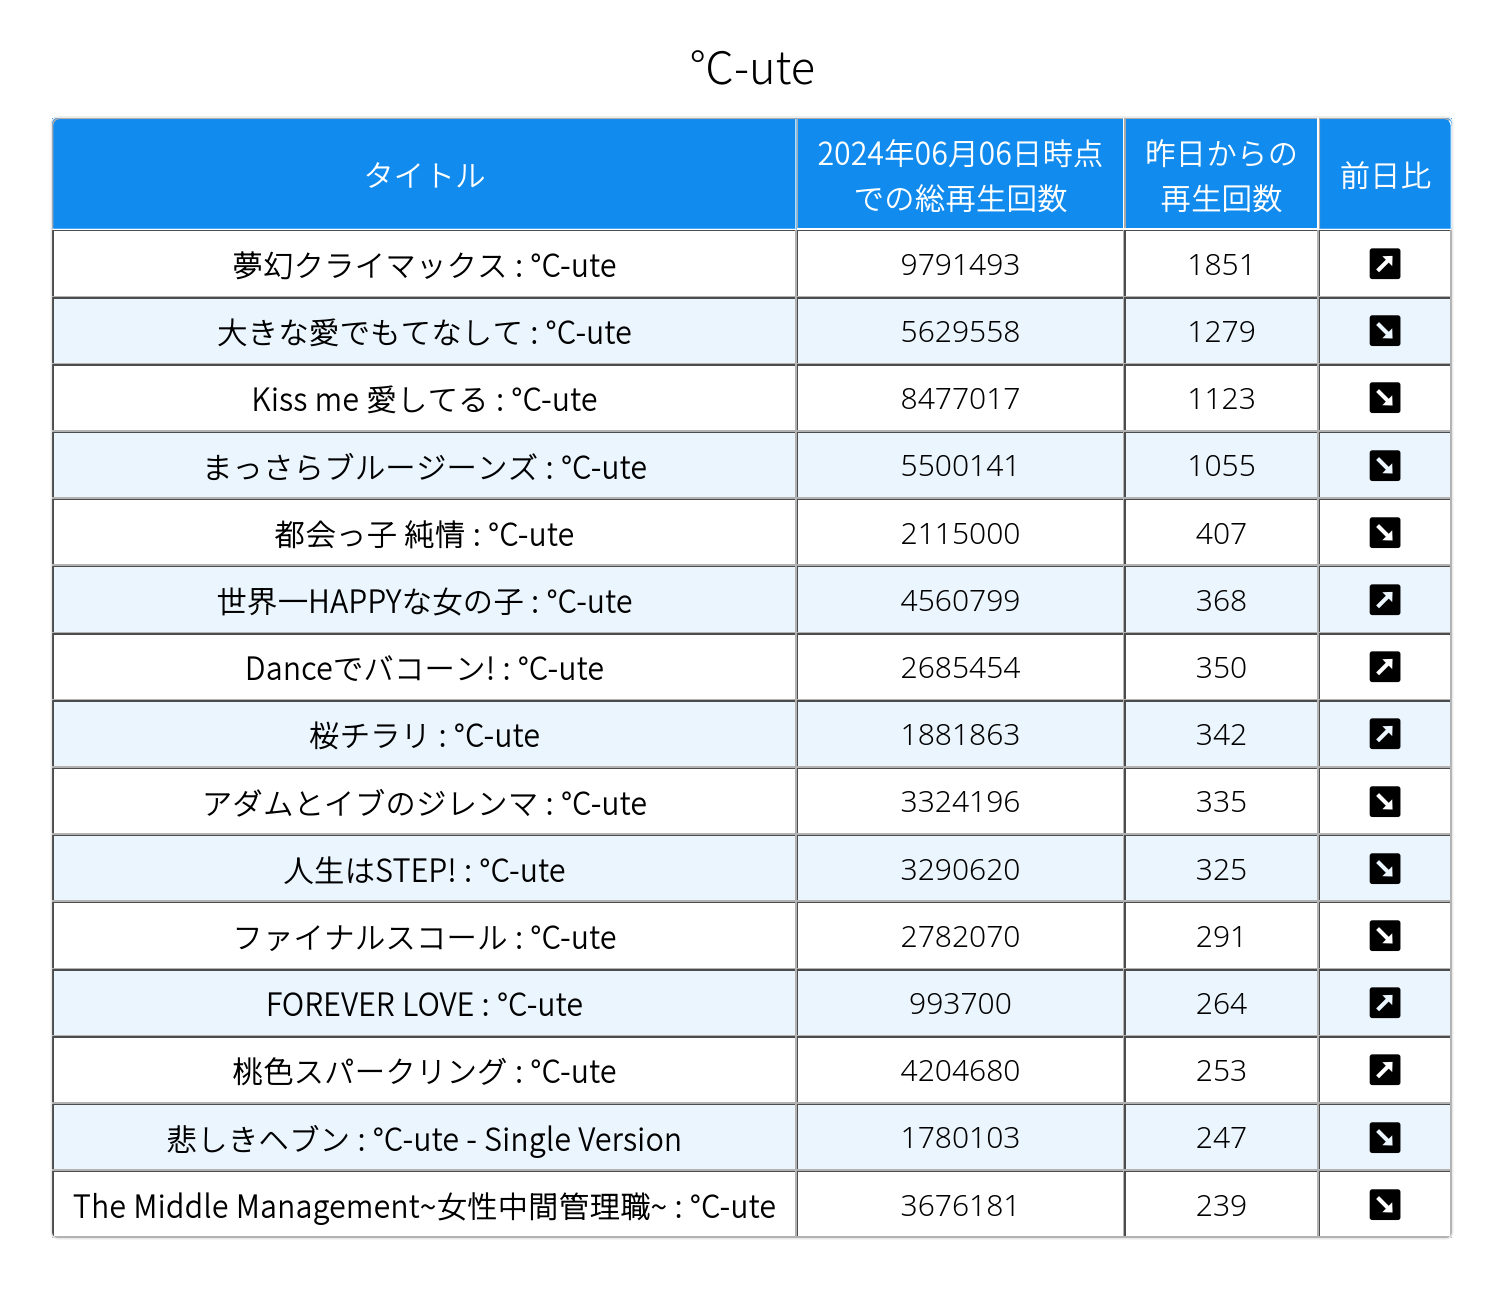 ℃-ute
タイトル
2024年06月06日時点
での総再生回数
昨日からの
再生回数
前日比
夢幻クライマックス : ℃-ute 9791493 1851
大きな愛でもてなして : ℃-ute 5629558 1279
Kiss me 愛してる : ℃-ute 8477017 1123
まっさらブルージーンズ : ℃-ute 5500141 1055
都会っ子 純情 : ℃-ute 2115000 407
世界一HAPPYな女の子 : ℃-ute 4560799 368
Danceでバコーン! : ℃-ute 2685454 350
桜チラリ : ℃-ute 1881863 342
アダムとイブのジレンマ : ℃-ute 3324196 335
人生はSTEP! : ℃-ute 3290620 325
ファイナルスコール : ℃-ute 2782070 291
FOREVER LOVE : ℃-ute 993700 264
桃色スパークリング : ℃-ute 4204680 253
悲しきヘブン : ℃-ute - Single Version 1780103 247
The Middle Management~女性中間管理職~ : ℃-ute 3676181 239